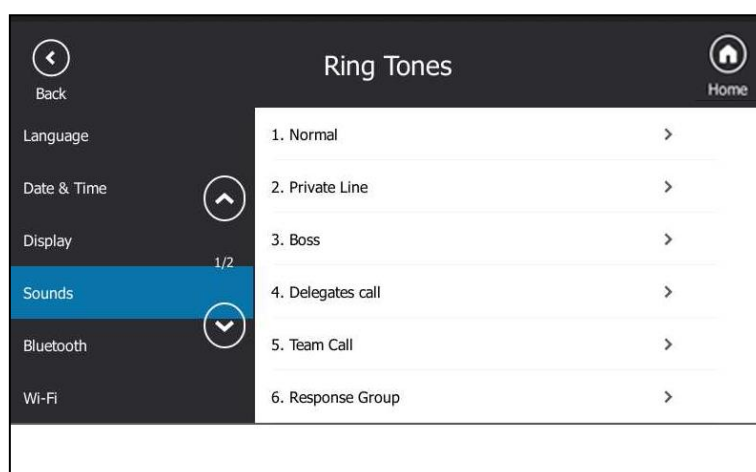 Ring Tones
Back
Home
Language
Date & Time
Display
1/2
Sounds
Bluetooth
Wi-Fi
1. Normal
2. Private Line
3. Boss
4. Delegates call
5. Team Call
6. Response Group